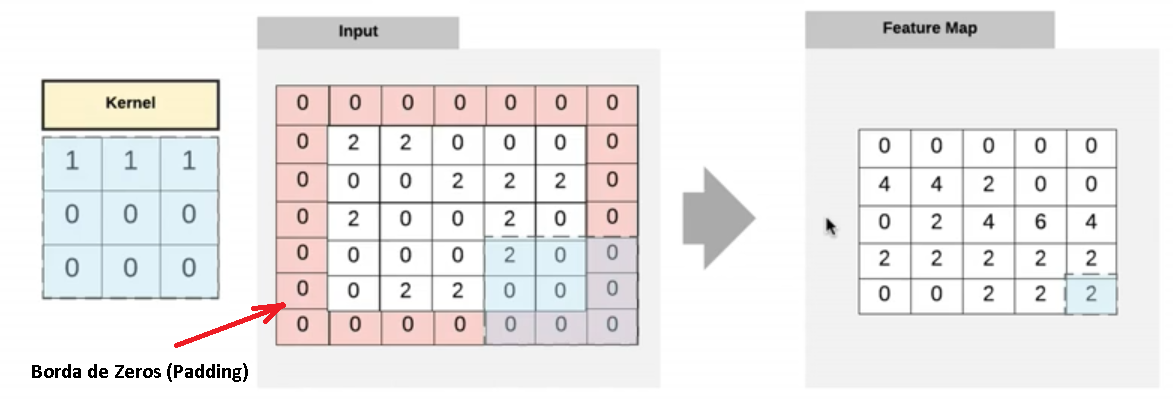 Kernel
1 1 1
0 0 0
0 0 0
Borda de Zeros (Padding)
Input
0 0 0 0 0 0 0
0 2 2 0 0 0 0
0 0 0 2 2 2 0
0 2 0 0 2 0 0
0 0 0 0 2 0 0
0 0 2 2 0 0 0
0 0 0 0 0 0 0
Feature Map
0 0 0 0 0
4 4 2 0 0
0 2 4 6 4
2 2 2 2 2
0 0 2 2 2